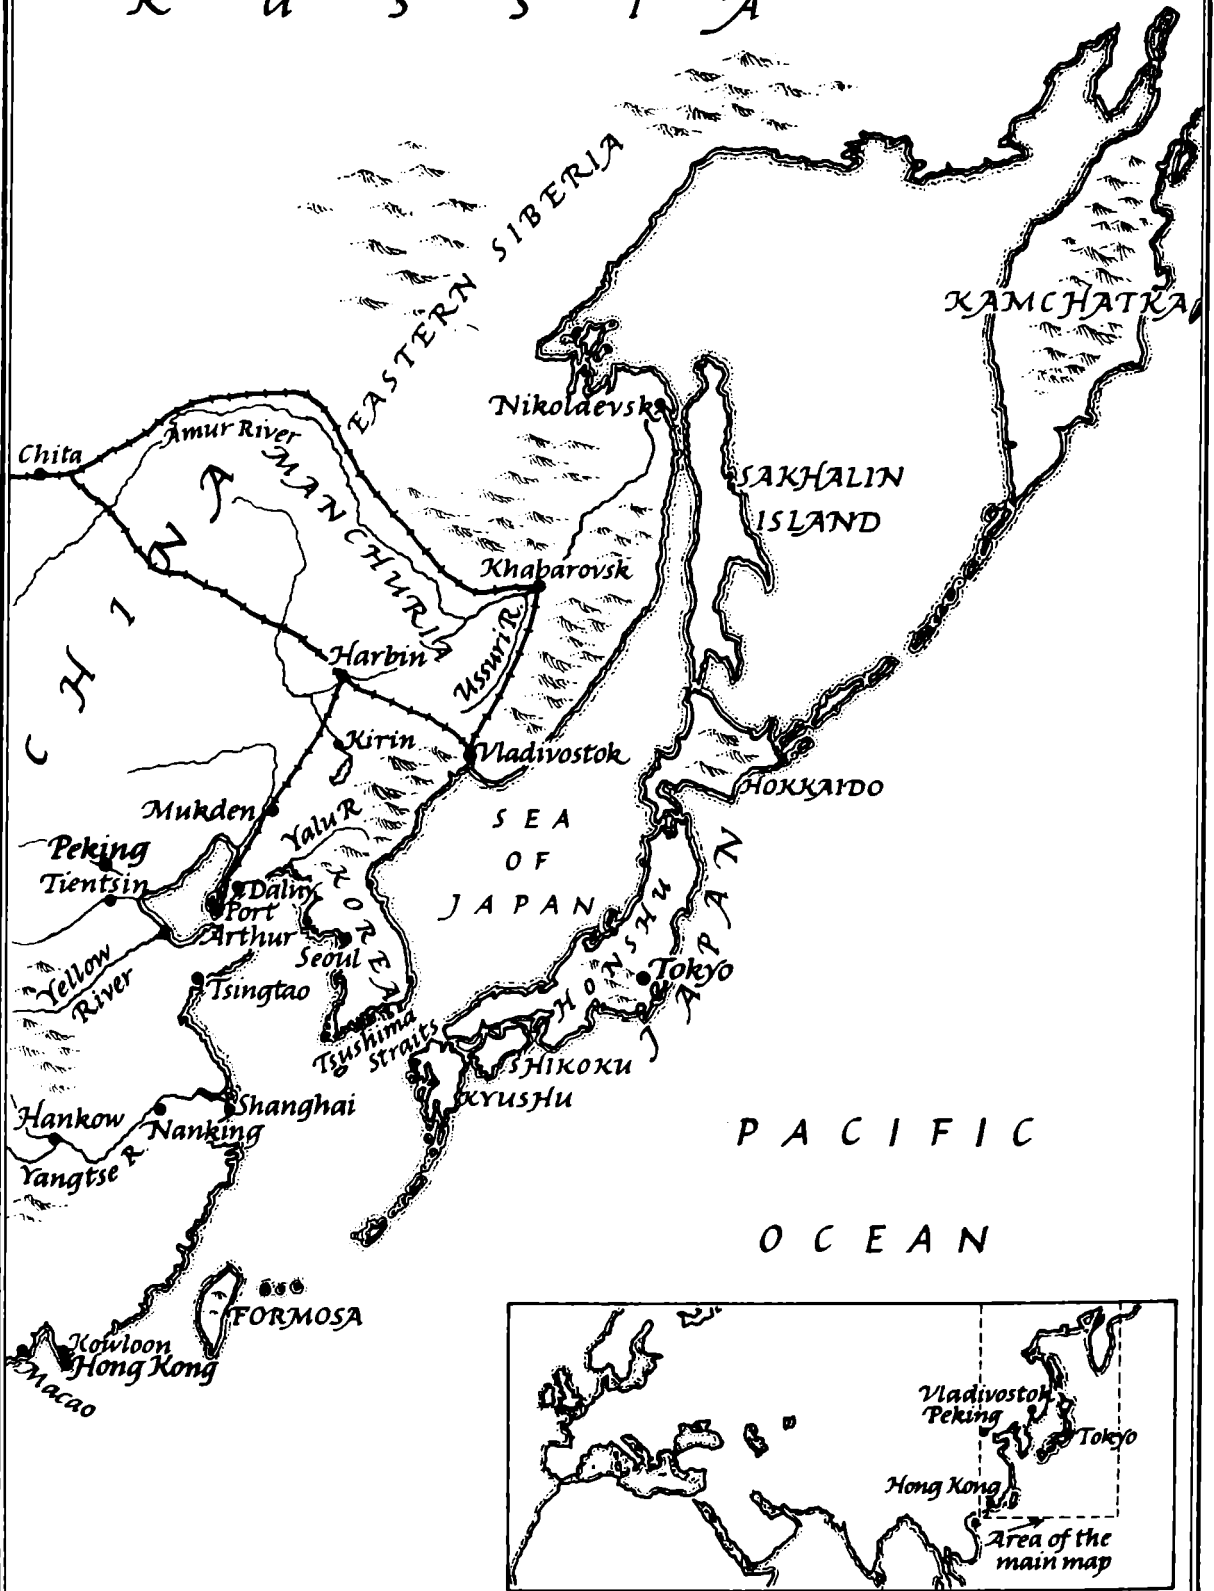 RUSSIA
EASTERN SIBERIA
KAMCHATKA
Nikolaevsk
Amur River
Chita
MANCHURIA
SAKHALIN
ISLAND
CHINA
Khabarovsk
Ussuri R.
Harbin
Kirin
Vladivostok
HOKKAIDO
Mukden
Yalu R
SEA
OF
JAPAN
Peking
Tientsin
Dalny
Port
Arthur
KOREA
Seoul
HONSHU
JAPAN
Tokyo
Yellow
River
Tsingtao
Tsushima
Straits
SHIKOKU
KYUSHU
Shanghai
Hankow
Nanking
Yangtse R
PACIFIC
OCEAN
FORMOSA
Kowloon
Hong Kong
Macao
Vladivostok
Peking
Tokyo
Hong Kong
Area of the
main map